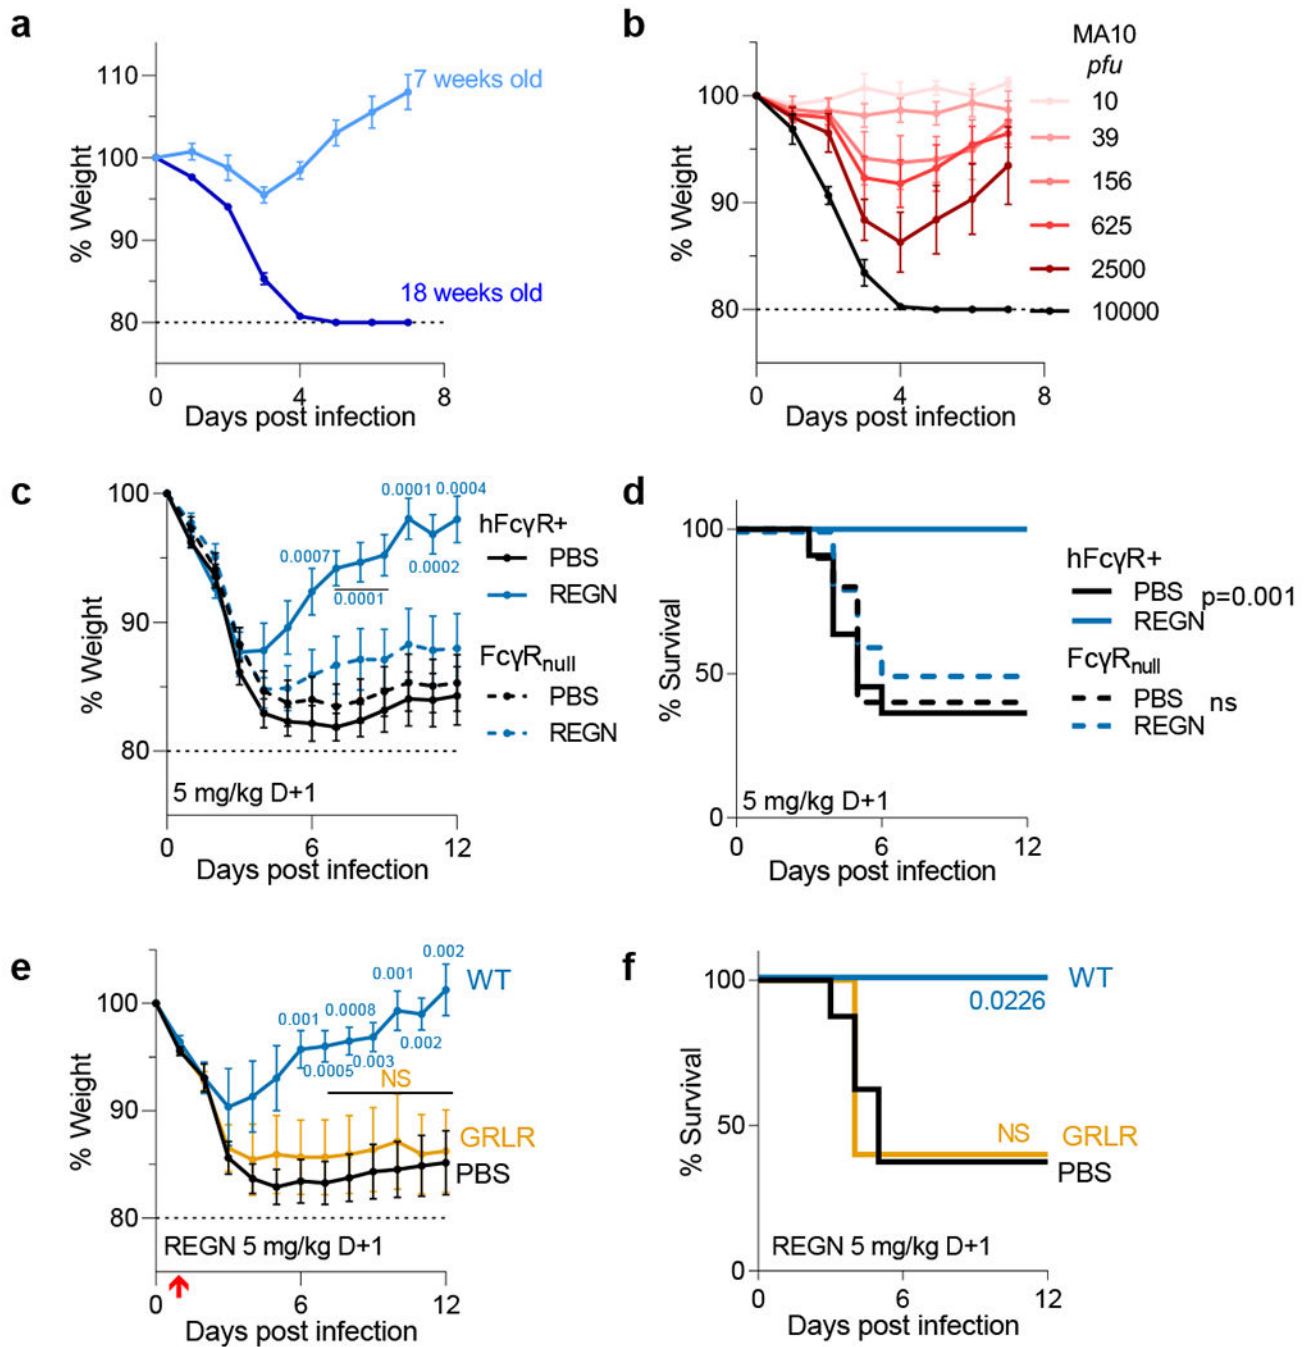 a
110
100
90
80
% Weight
7 weeks old
18 weeks old
0 4 8
Days post infection
b
100
90
80
% Weight
0 4 8
Days post infection
MA10
pfu
10
39
156
625
2500
10000
c
100
90
80
% Weight
0.0001 0.0004
0.0007
0.0002
0.0001
5 mg/kg D+1
0 6 12
Days post infection
hFcγR+
PBS
REGN
FcγRnull
PBS
REGN
d
100
50
0
% Survival
5 mg/kg D+1
0 6 12
Days post infection
hFcγR+
PBS
p=0.001
REGN
FcγRnull
PBS
ns
REGN
e
100
90
80
% Weight
0.002
WT
0.001
0.0008
0.001
0.002
0.003
0.0005
NS
GRLR
PBS
REGN 5 mg/kg D+1
0 6 12
Days post infection
f
100
50
0
% Survival
WT
0.0226
NS
GRLR
PBS
REGN 5 mg/kg D+1
0 6 12
Days post infection